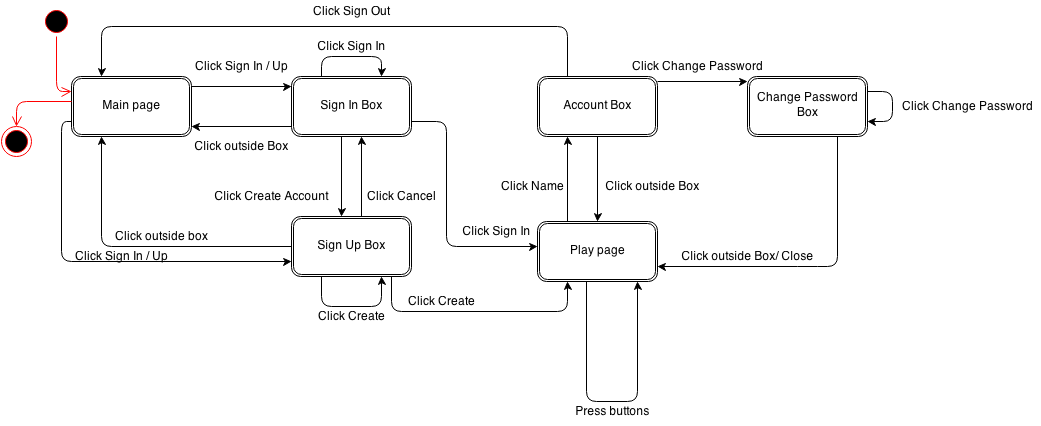 Click Sign Out
Click Sign In
Click Sign In / Up
Click Change Password
Main page
Sign In Box
Account Box
Change Password
Box
Click Change Password
Click outside Box
Click Create Account
Click Cancel
Click Name
Click outside Box
Click outside box
Click Sign In
Sign Up Box
Play page
Click Sign In / Up
Click outside Box/ Close
Click Create
Click Create
Press buttons